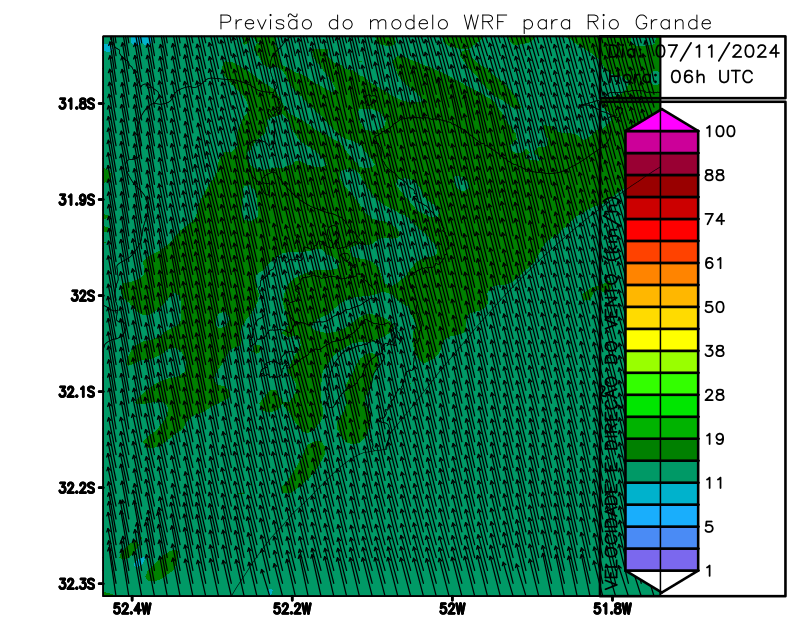 Previsão do modelo WRF para Rio Grande
Dia: 07/11/2024
Hora: 06h UTC
31.8S
31.9S
32S
32.1S
32.2S
32.3S
52.4W
52.2W
52W
51.8W
VELOCIDADE E DIREÇÃO DO VENTO (km/h)
100
88
74
61
50
38
28
19
11
5
1